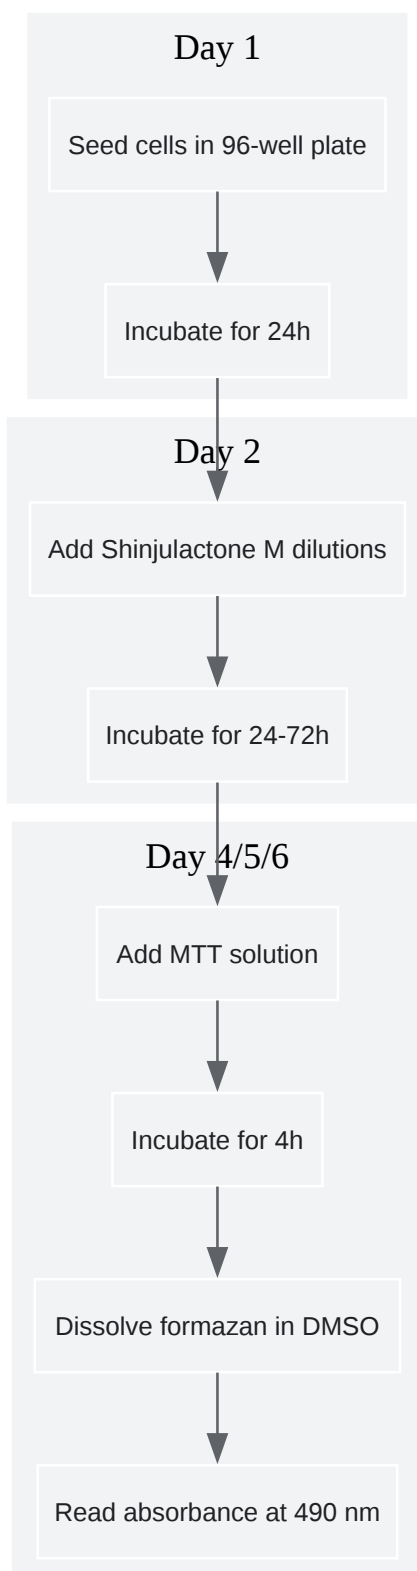 Day 1
Seed cells in 96-well plate
Incubate for 24h
Day 2
Add Shinjulactone M dilutions
Incubate for 24-72h
Day 4/5/6
Add MTT solution
Incubate for 4h
Dissolve formazan in DMSO
Read absorbance at 490 nm